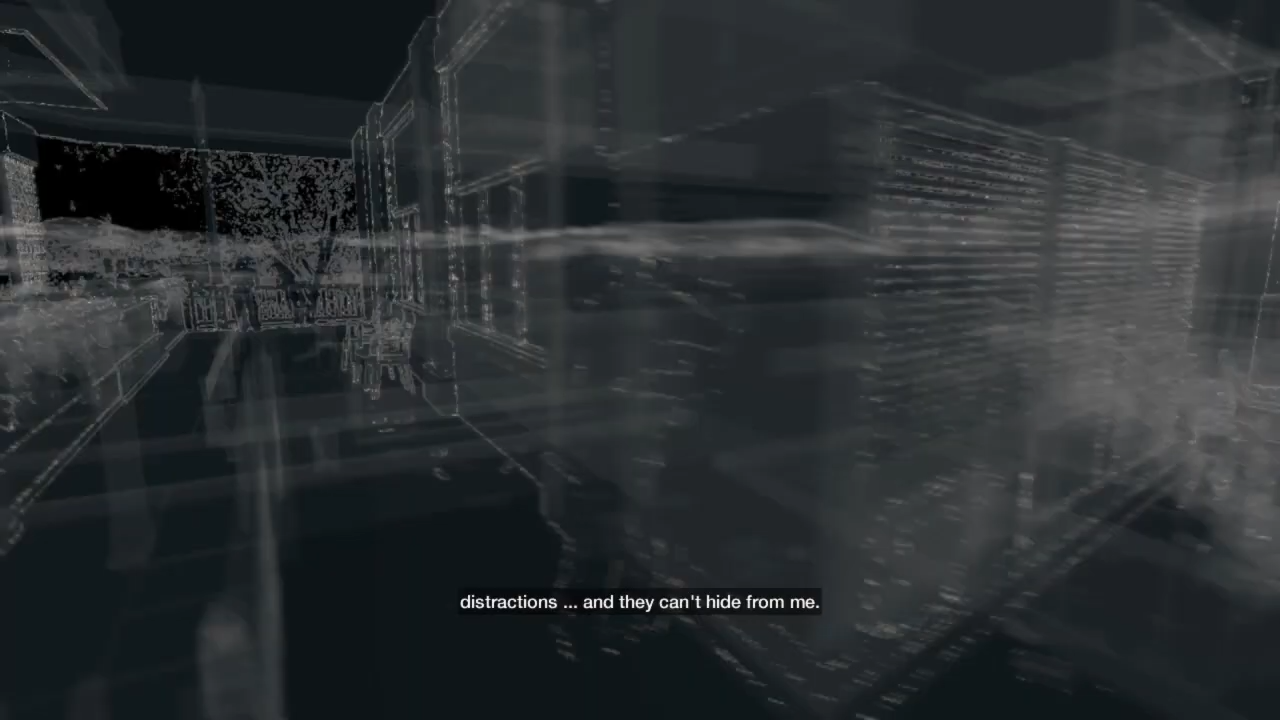 distractions ... and they can't hide from me.